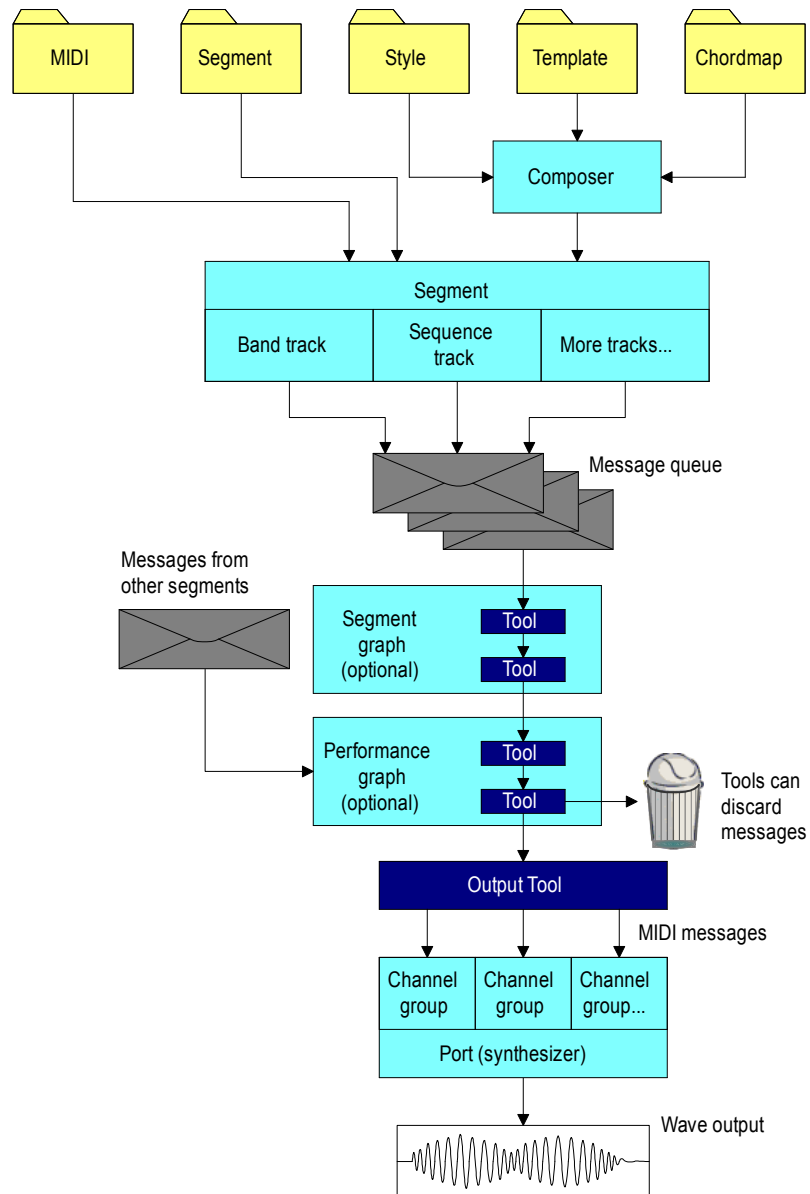 MIDI
Segment
Style
Template
Chordmap
Composer
Segment
Band track
Sequence
track
More tracks...
Message queue
Messages from
other segments
Segment
graph
(optional)
Tool
Tool
Performance
graph
(optional)
Tool
Tool
Tools can
discard
messages
Output Tool
MIDI messages
Channel
group
Channel
group
Channel
group...
Port (synthesizer)
Wave output